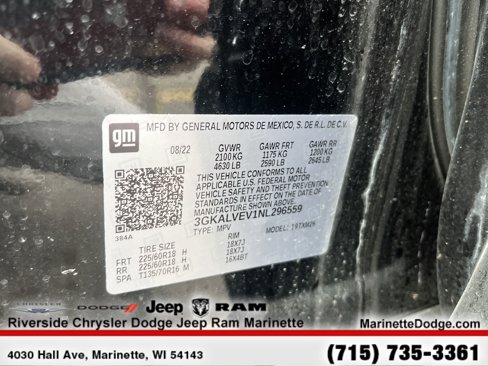 gm
MFD BY GENERAL MOTORS DE MEXICO, S. DE R.L. DE C.V.
08/22 GVWR GAWR FRT GAWR RR
2100 KG 1175 KG 1200 KG
4630 LB 2590 LB 2645 LB
THIS VEHICLE CONFORMS TO ALL
APPLICABLE U.S. FEDERAL MOTOR
VEHICLE SAFETY AND THEFT PREVENTION
STANDARDS IN EFFECT ON THE DATE OF
MANUFACTURE SHOWN ABOVE.
3GKALVEV1NL296559
384A TYPE: MPV MODEL: 19TXM26
TIRE SIZE RIM
FRT 225/60R18 H 18X7J
RR 225/60R18 H 18X7J
SP T135/70R16 M 16X4BT
CHRYSLER DODGE Jeep RAM
Riverside Chrysler Dodge Jeep Ram Marinette MarinetteDodge.com
4030 Hall Ave, Marinette, WI 54143 (715) 735-3361